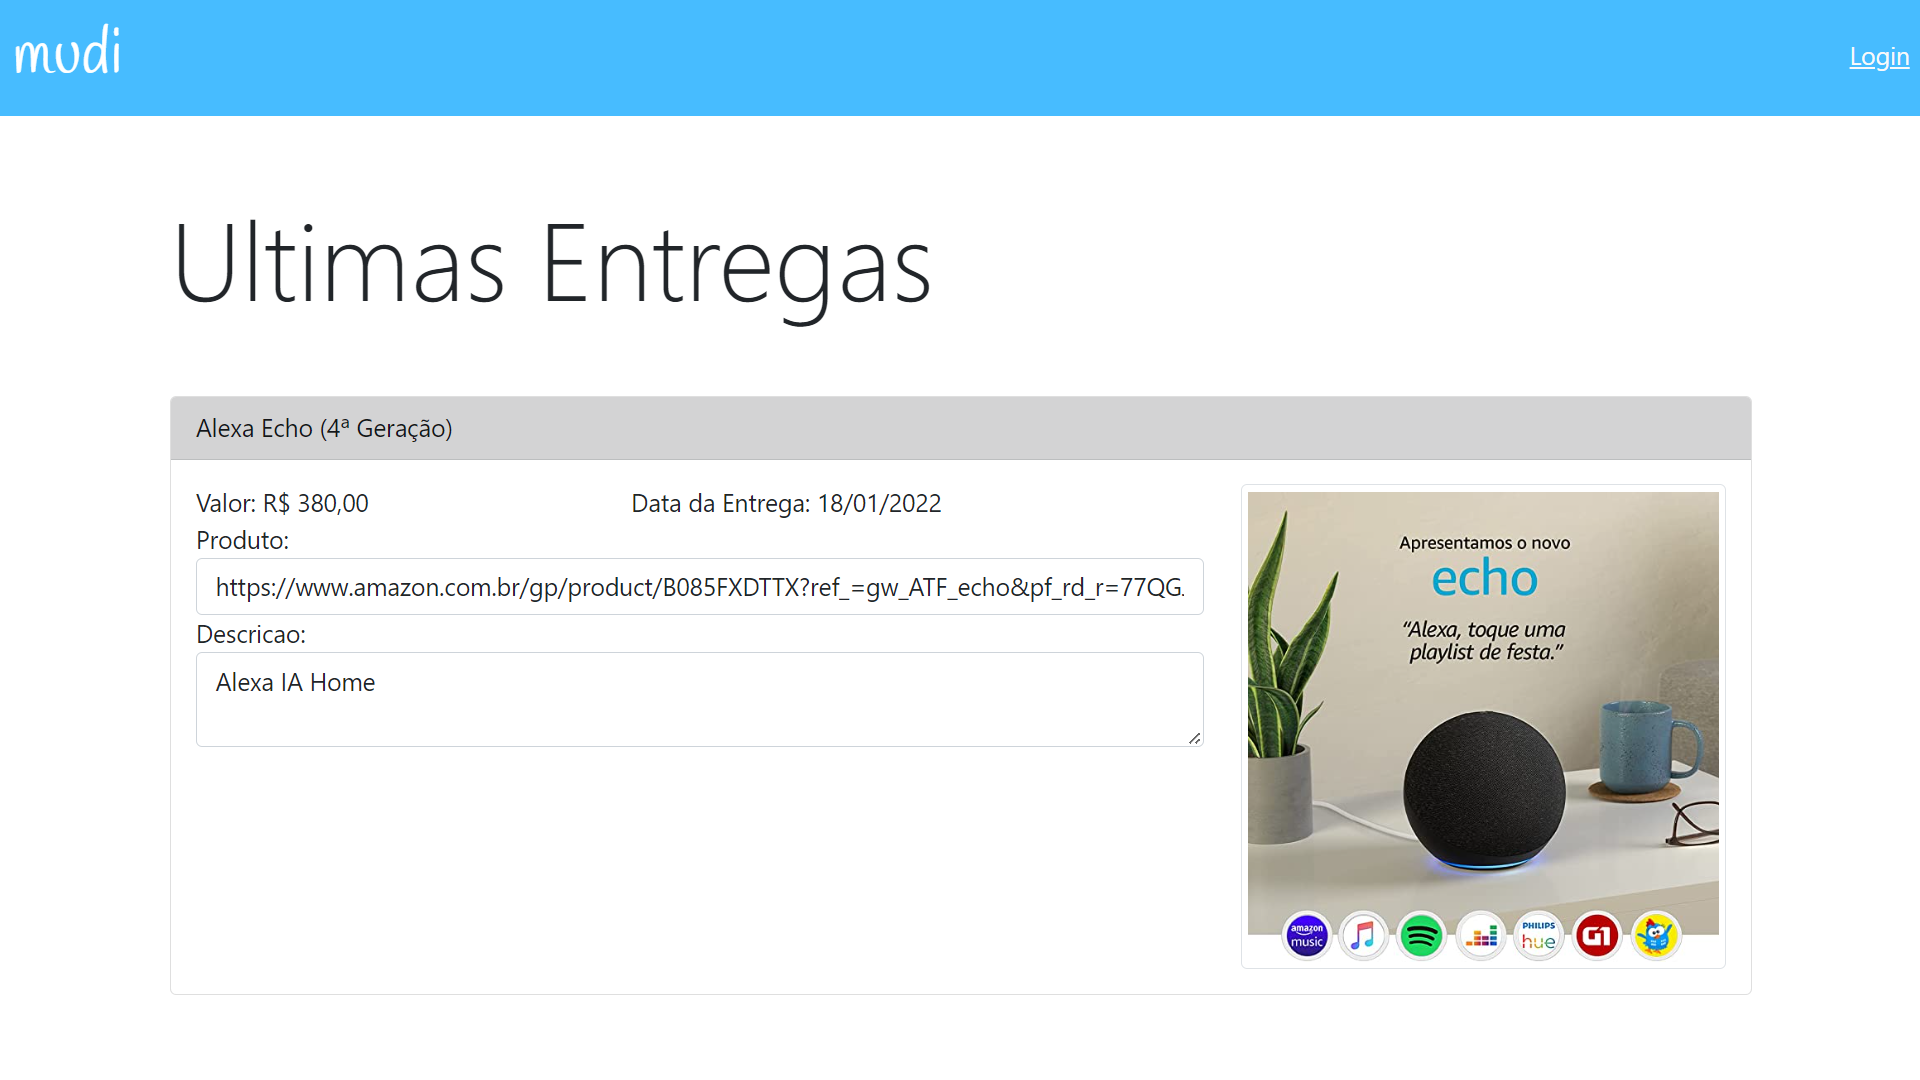 mudi
Login
Ultimas Entregas
Alexa Echo (4ª Geração)
Valor: R$ 380,00
Data da Entrega: 18/01/2022
Produto:
https://www.amazon.com.br/gp/product/B085FXDTTX?ref_=gw_ATF_echo&pf_rd_r=77QG
Descricao:
Alexa IA Home
Apresentamos o novo
echo
“Alexa, toque uma
playlist de festa.”
amazon
music
PHILIPS
hue
G1